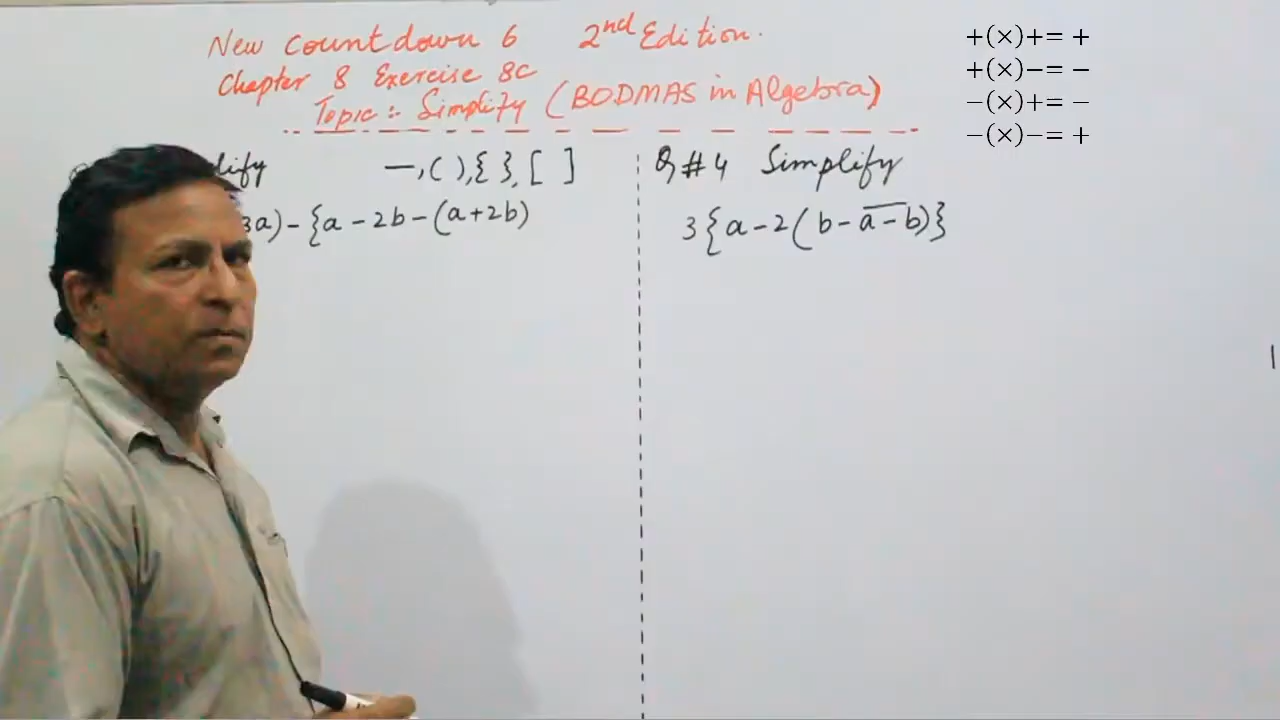 New Countdown 6 2nd Edition.
Chapter 8 Exercise 8c
Topic :- Simplify (BODMAS in Algebra)
+(×)+= +
+(×)−= −
−(×)+= −
−(×)−= +
—,( ),{ }, [ ]
3a) - {a - 2b - (a+2b)
Q #4 Simplify
3{a-2(b-a̅ ̅-̅ ̅b̅)}